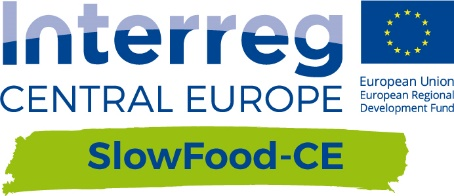 Interreg
CENTRAL EUROPE
European Union
European Regional
Development Fund
SlowFood-CE